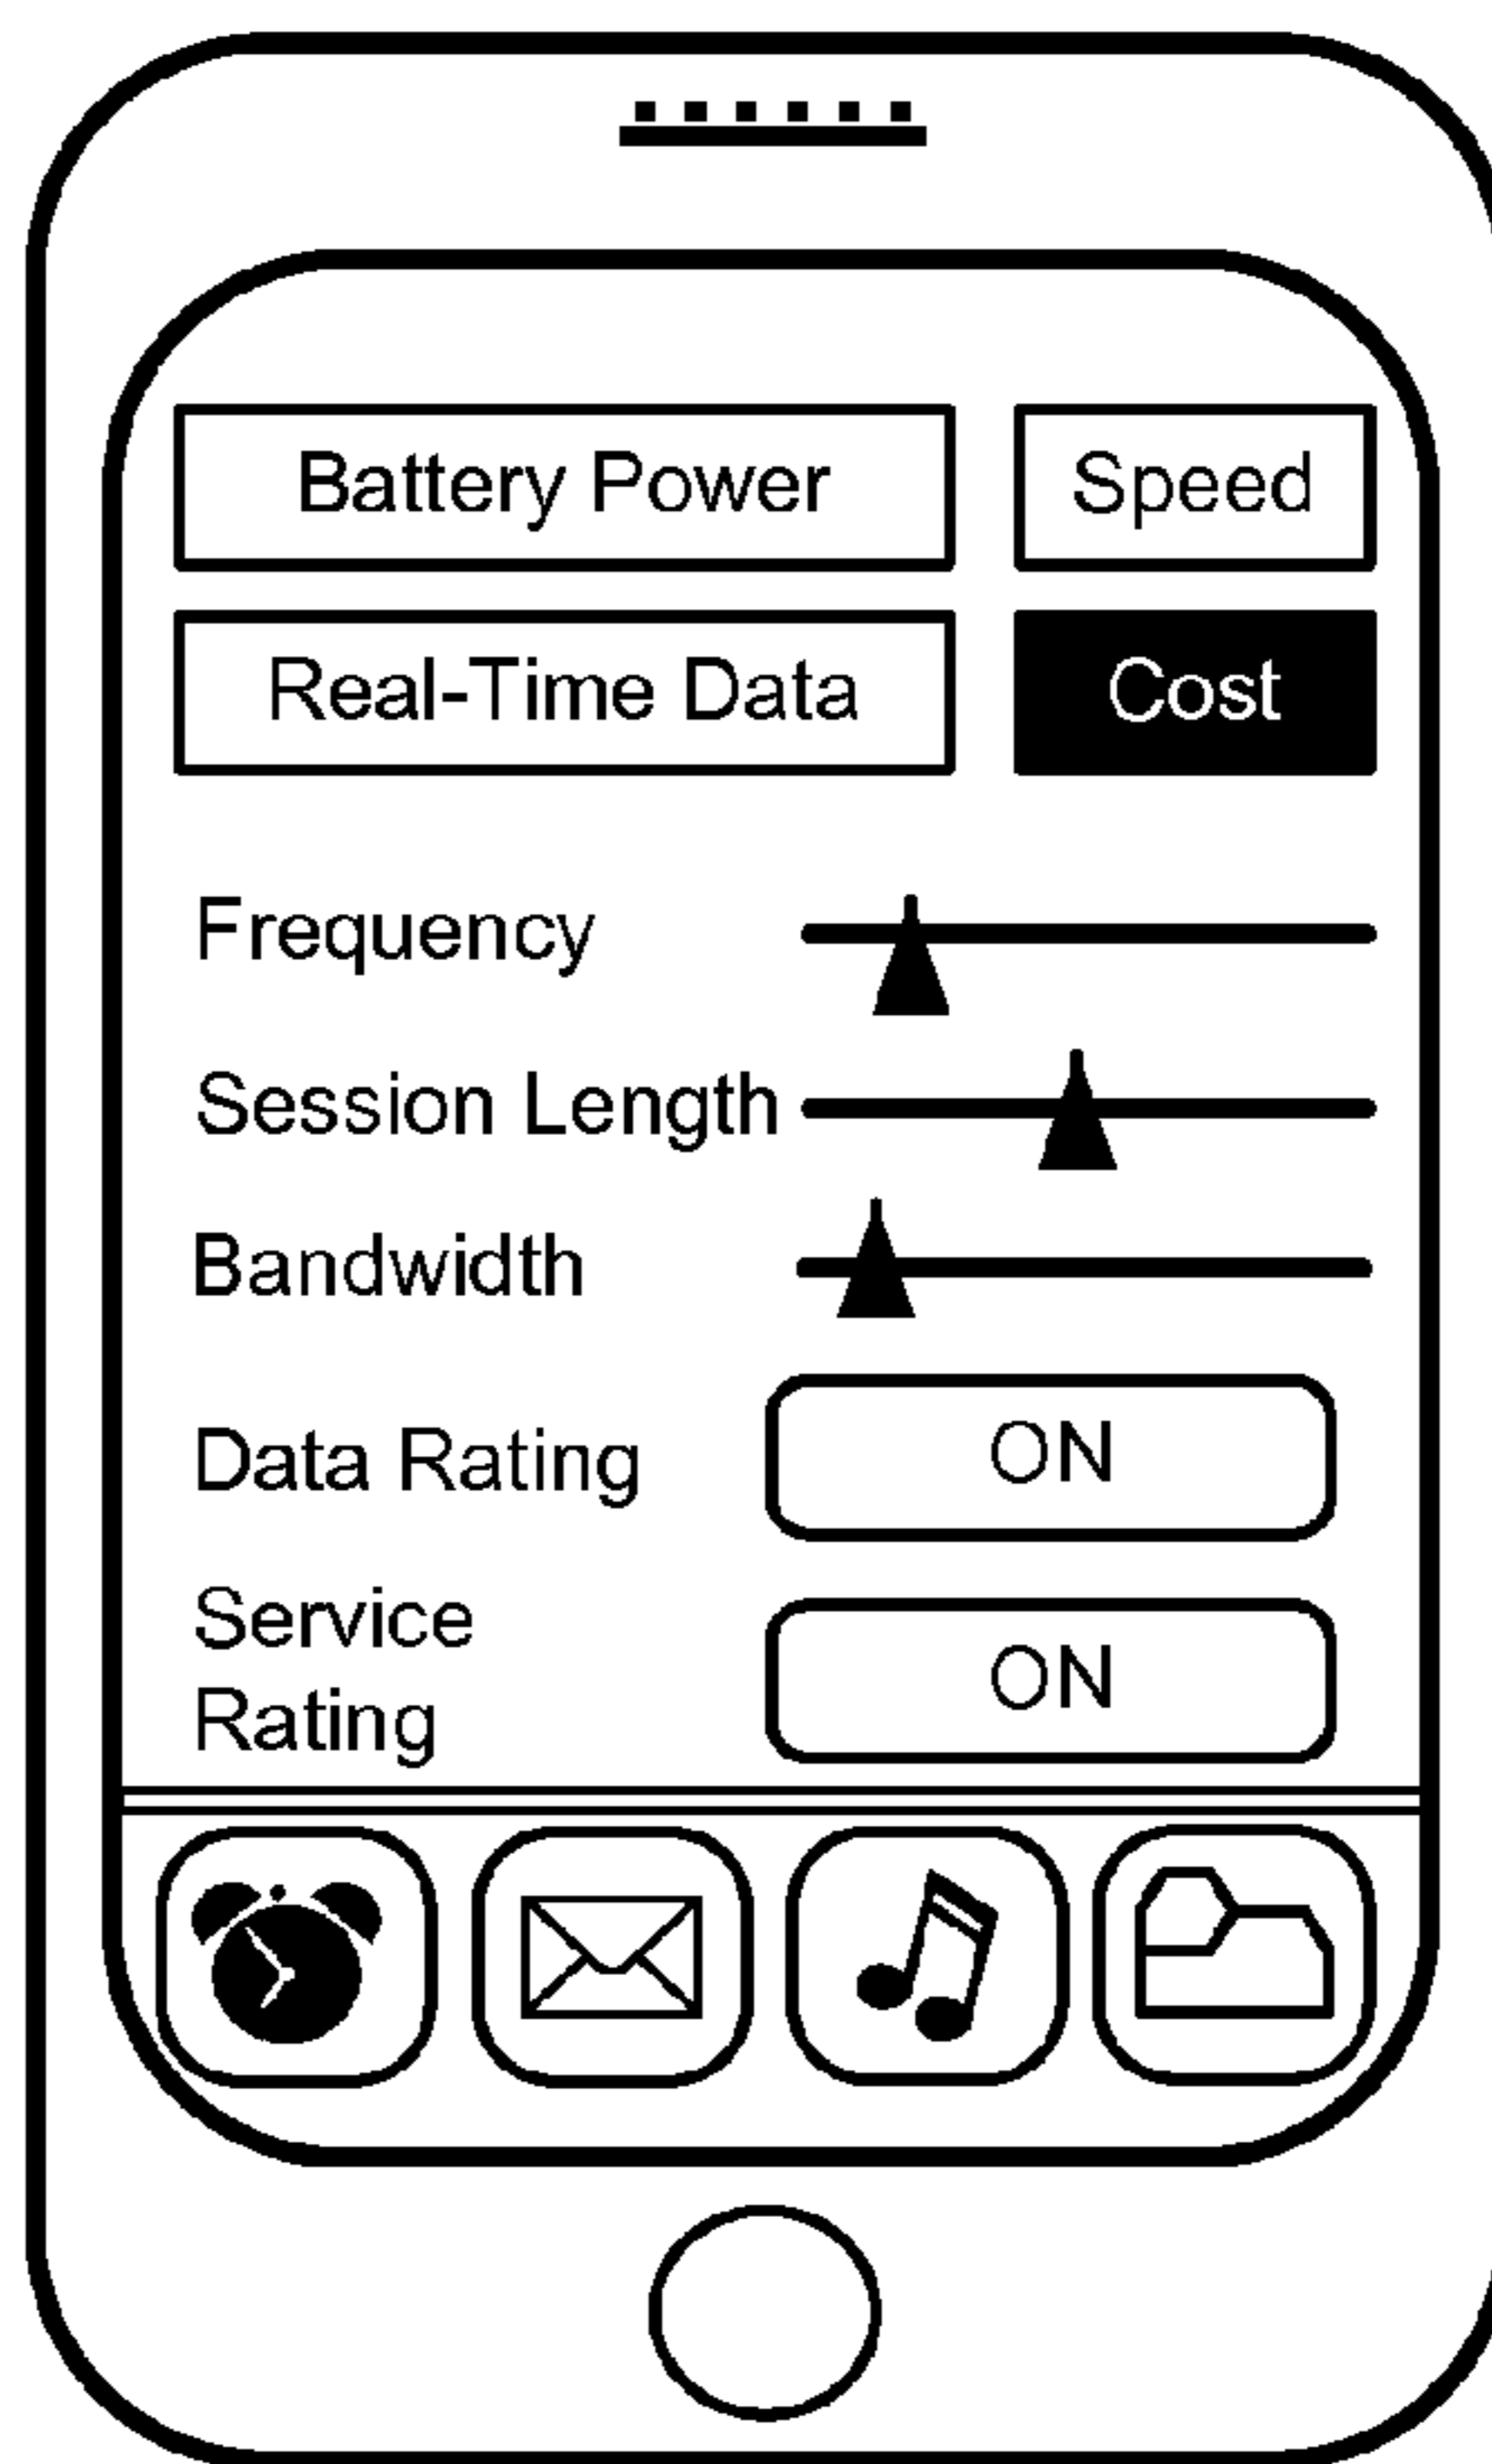 Battery Power Speed
Real-Time Data Cost
Frequency
Session Length
Bandwidth
Data Rating ON
Service
Rating ON